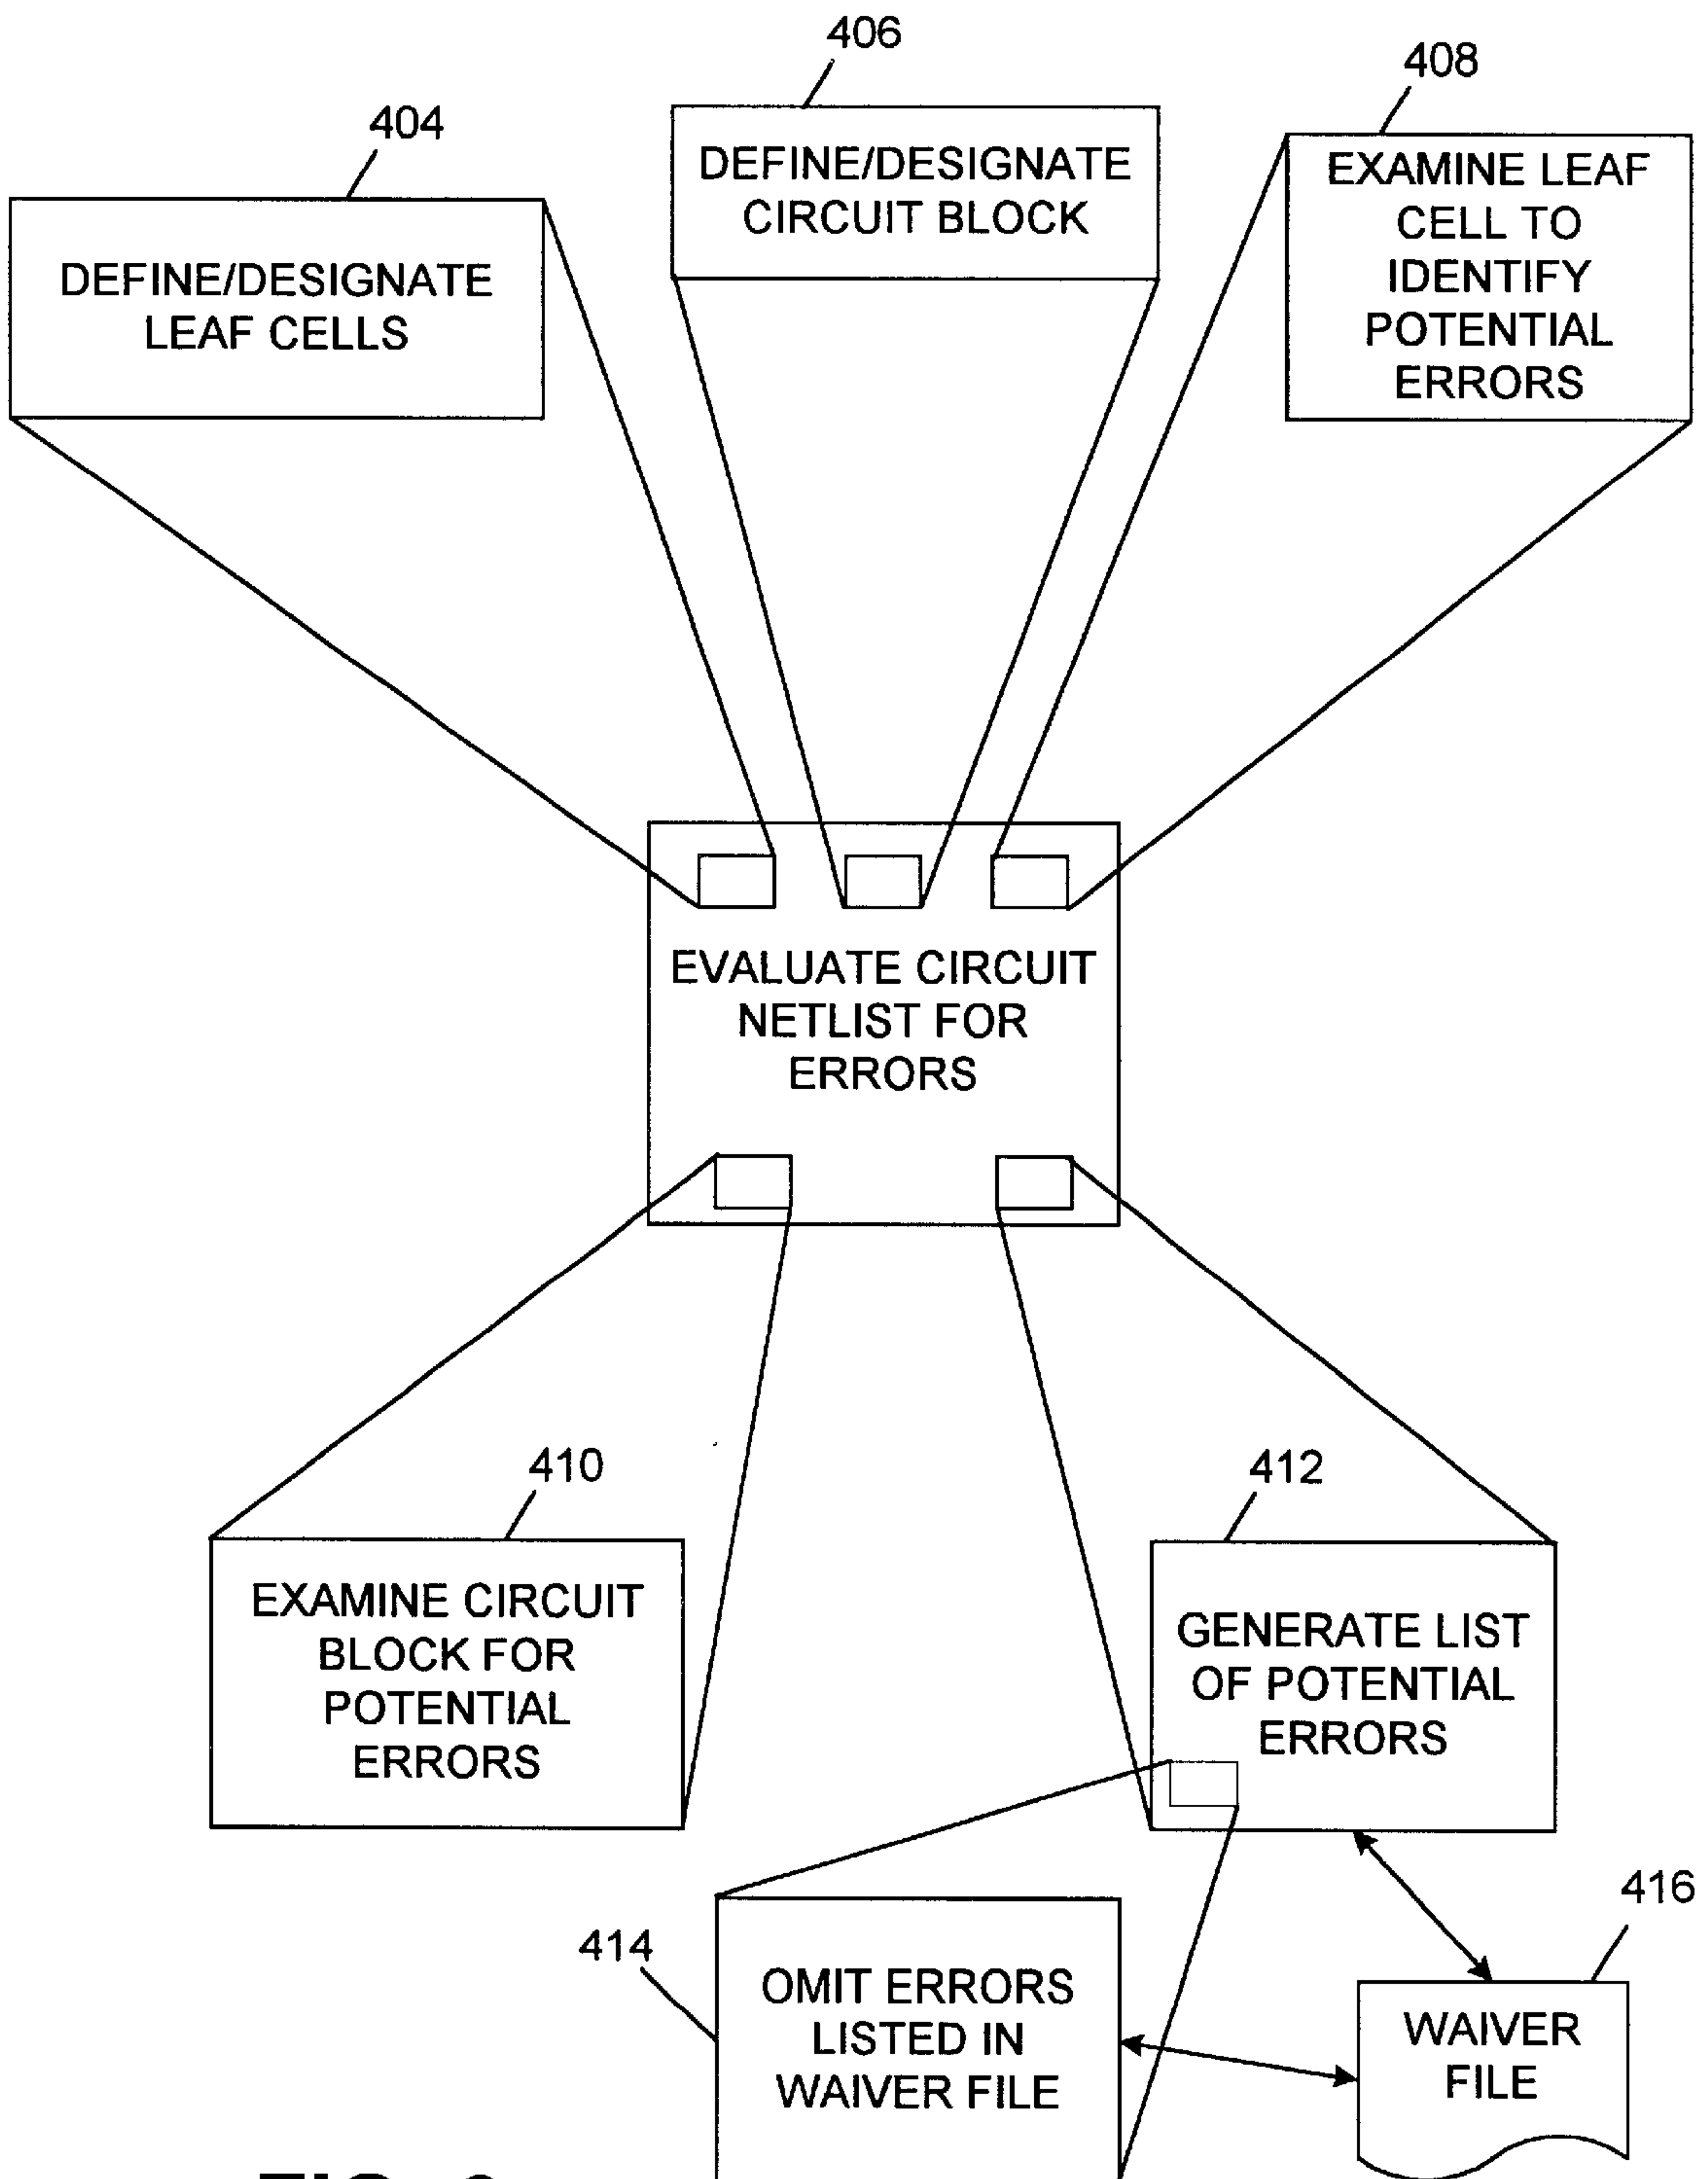 406
408
404
DEFINE/DESIGNATE
CIRCUIT BLOCK
EXAMINE LEAF
CELL TO
IDENTIFY
POTENTIAL
ERRORS
DEFINE/DESIGNATE
LEAF CELLS
EVALUATE CIRCUIT
NETLIST FOR
ERRORS
410
412
EXAMINE CIRCUIT
BLOCK FOR
POTENTIAL
ERRORS
GENERATE LIST
OF POTENTIAL
ERRORS
414
416
OMIT ERRORS
LISTED IN
WAIVER FILE
WAIVER
FILE